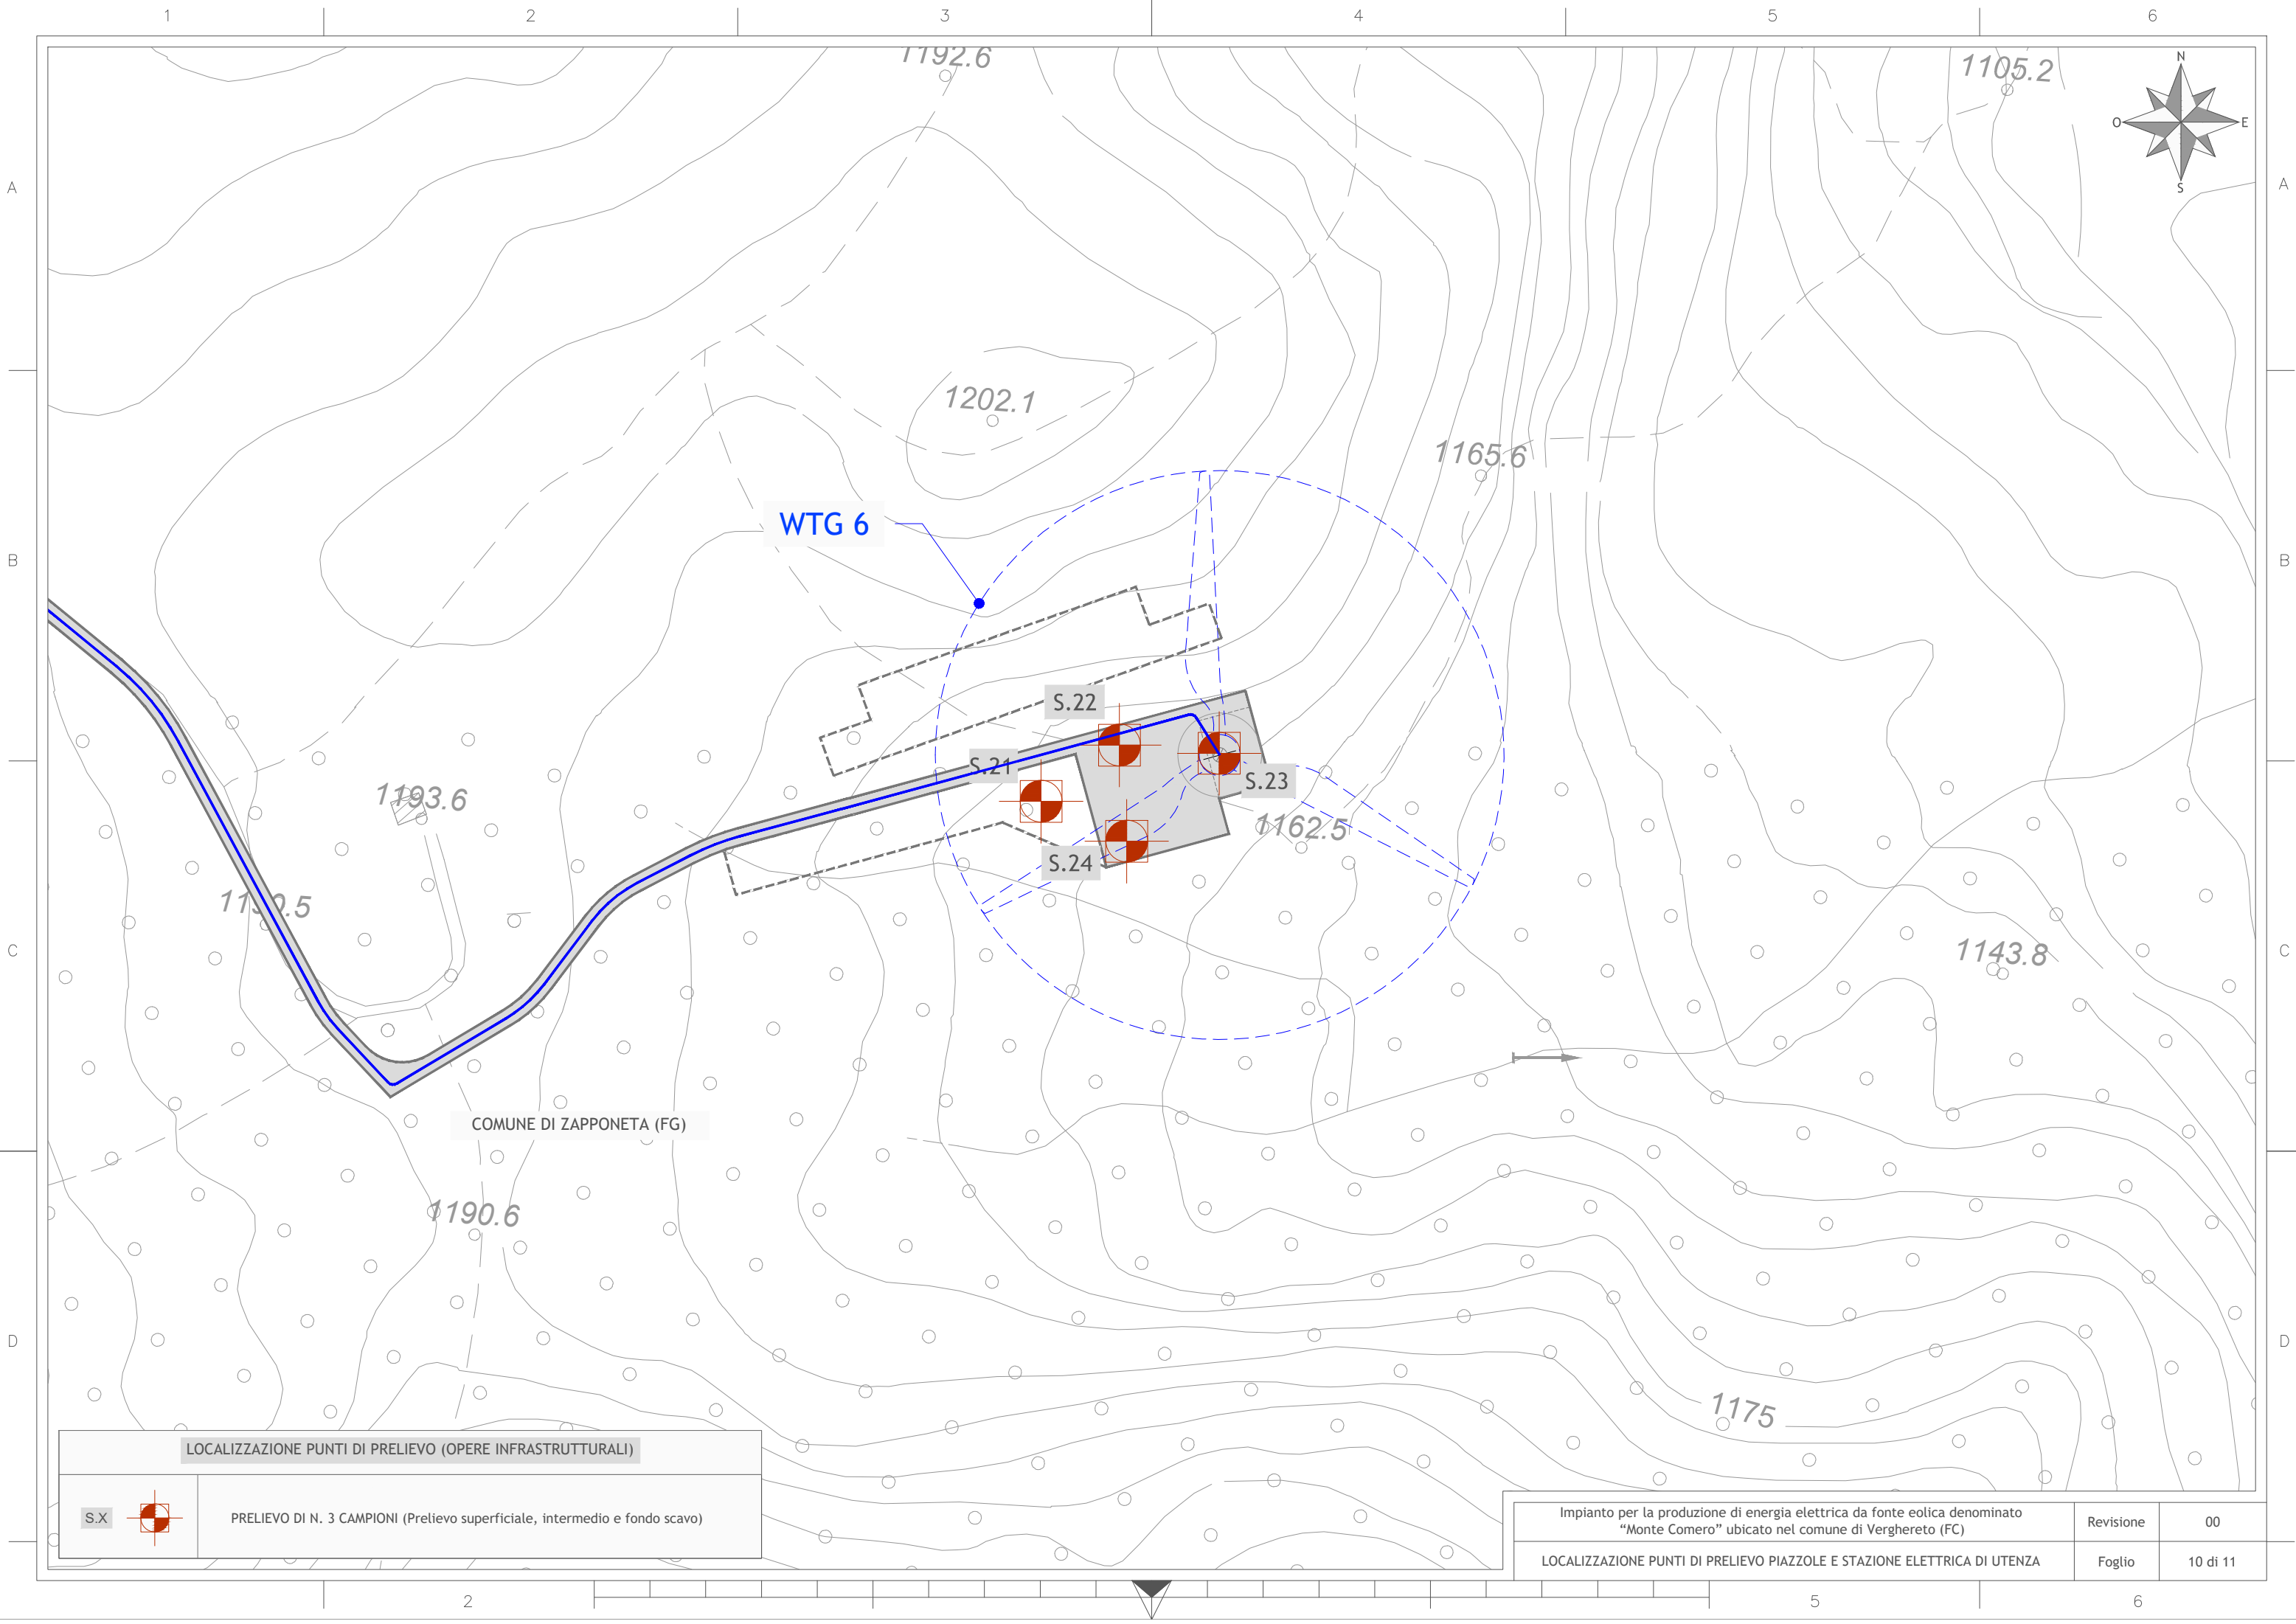 1
2
3
4
5
6
1192.6
1105.2
N
O
E
S
A
A
1202.1
1165.6
WTG 6
B
B
S.22
S.21
S.23
1193.6
1162.5
S.24
C
C
1143.8
COMUNE DI ZAPPONETA (FG)
1190.6
D
D
1175
LOCALIZZAZIONE PUNTI DI PRELIEVO (OPERE INFRASTRUTTURALI)
S.X
PRELIEVO DI N. 3 CAMPIONI (Prelievo superficiale, intermedio e fondo scavo)
Impianto per la produzione di energia elettrica da fonte eolica denominato
“Monte Comero” ubicato nel comune di Verghereto (FC)
Revisione
00
LOCALIZZAZIONE PUNTI DI PRELIEVO PIAZZOLE E STAZIONE ELETTRICA DI UTENZA
Foglio
10 di 11
2
5
6